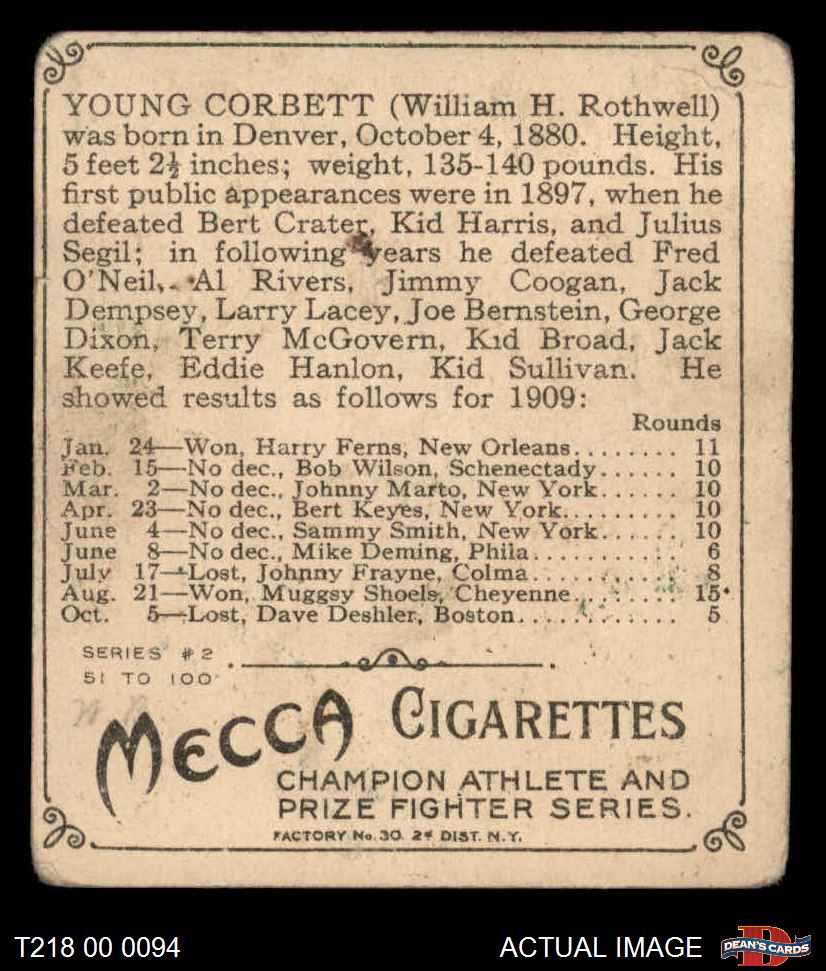 YOUNG CORBETT (William H. Rothwell)
was born in Denver, October 4, 1880. Height,
5 feet 2½ inches; weight, 135-140 pounds. His
first public appearances were in 1897, when he
defeated Bert Crater, Kid Harris, and Julius
Segil; in following years he defeated Fred
O'Neil, Al Rivers, Jimmy Coogan, Jack
Dempsey, Larry Lacey, Joe Bernstein, George
Dixon, Terry McGovern, Kid Broad, Jack
Keefe, Eddie Hanlon, Kid Sullivan. He
showed results as follows for 1909:
Rounds
Jan. 24—Won, Harry Ferns, New Orleans........ 11
Feb. 15—No dec., Bob Wilson, Schenectady...... 10
Mar. 2—No dec., Johnny Marto, New York...... 10
Apr. 23—No dec., Bert Keyes, New York......... 10
June 4—No dec., Sammy Smith, New York...... 10
June 8—No dec., Mike Deming, Phila............ 6
July 17—Lost, Johnny Frayne, Colma............ 8
Aug. 21—Won, Muggsy Shoels, Cheyenne........ 15
Oct. 5—Lost, Dave Deshler, Boston............. 5
SERIES #2
51 TO 100
MECCA CIGARETTES
CHAMPION ATHLETE AND
PRIZE FIGHTER SERIES.
FACTORY No. 30. 2d DIST. N.Y.
T218 00 0094 ACTUAL IMAGE DEAN'S CARDS